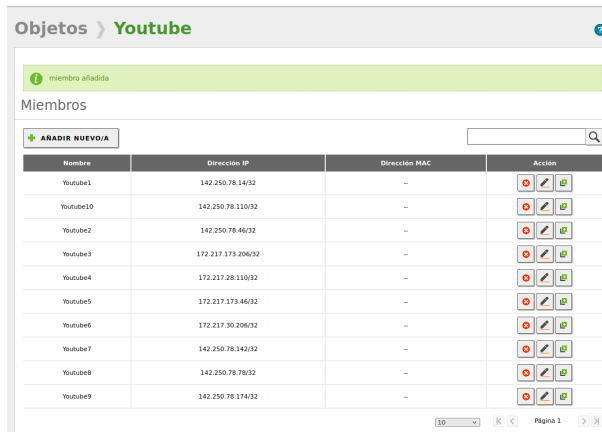 Objetos ❯ Youtube
miembro añadida
Miembros
AÑADIR NUEVO/A
Nombre Dirección IP Dirección MAC Acción
Youtube1 142.250.78.14/32 --
Youtube10 142.250.78.110/32 --
Youtube2 142.250.78.46/32 --
Youtube3 172.217.173.206/32 --
Youtube4 172.217.28.110/32 --
Youtube5 172.217.173.46/32 --
Youtube6 172.217.30.206/32 --
Youtube7 142.250.78.142/32 --
Youtube8 142.250.78.78/32 --
Youtube9 142.250.78.174/32 --
10 Página 1